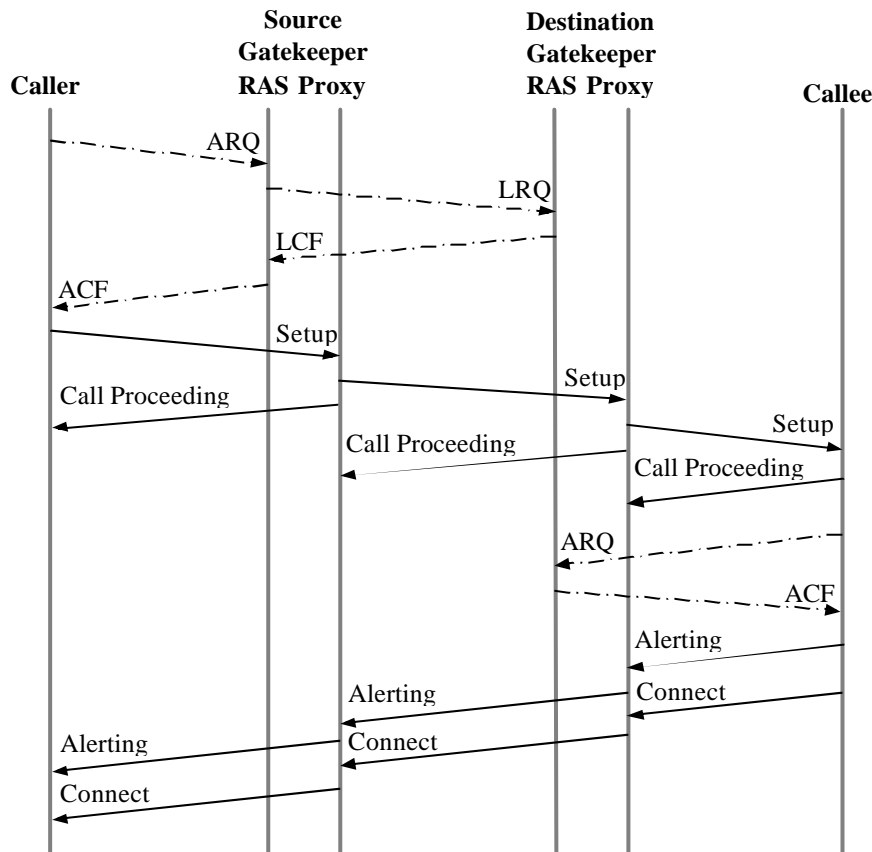 Source
Gatekeeper
RAS Proxy
Destination
Gatekeeper
RAS Proxy
Caller
Callee
ARQ
LRQ
LCF
ACF
Setup
Setup
Call Proceeding
Setup
Call Proceeding
Call Proceeding
ARQ
ACF
Alerting
Alerting
Connect
Alerting
Connect
Connect